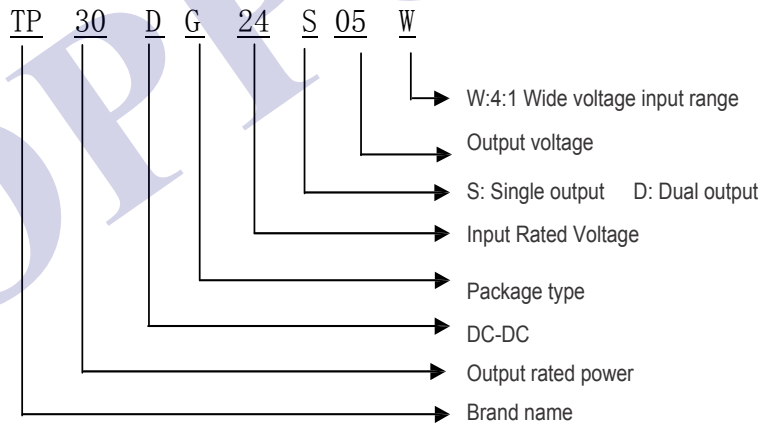 TP 30 D G 24 S 05 W
W:4:1 Wide voltage input range
Output voltage
S: Single output D: Dual output
Input Rated Voltage
Package type
DC-DC
Output rated power
Brand name